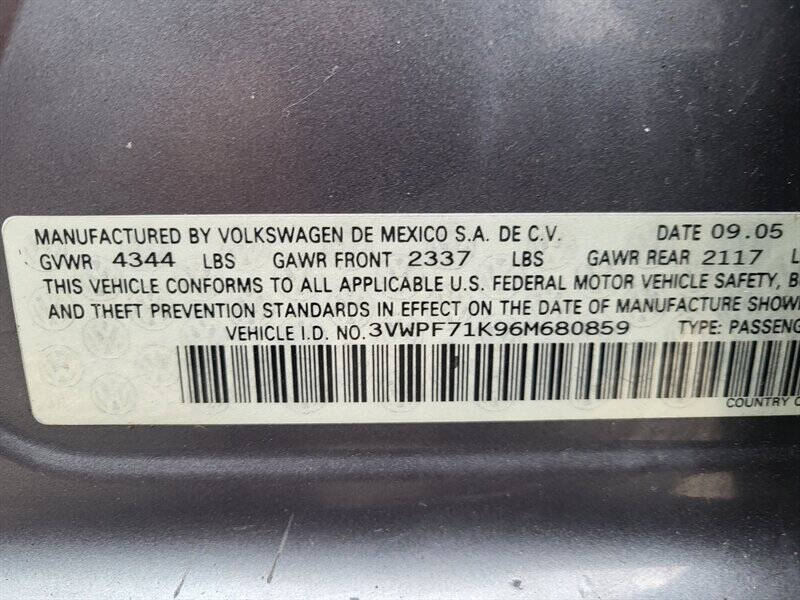 MANUFACTURED BY VOLKSWAGEN DE MEXICO S.A. DE C.V. DATE 09.05
GVWR 4344 LBS GAWR FRONT 2337 LBS GAWR REAR 2117 L
THIS VEHICLE CONFORMS TO ALL APPLICABLE U.S. FEDERAL MOTOR VEHICLE SAFETY, B
AND THEFT PREVENTION STANDARDS IN EFFECT ON THE DATE OF MANUFACTURE SHOWN
VEHICLE I.D. NO.3VWPF71K96M680859 TYPE: PASSENG
COUNTRY O